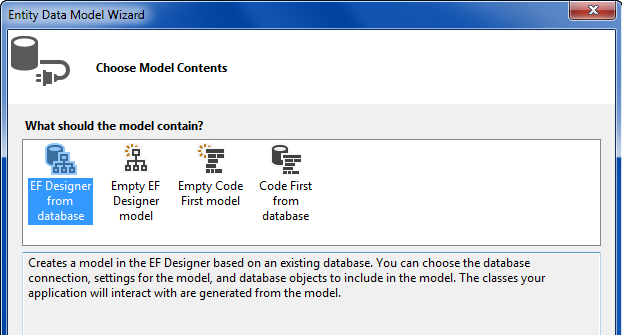 Entity Data Model Wizard
Choose Model Contents
What should the model contain?
EF Designer
from
database
Empty EF
Designer
model
Empty Code
First model
Code First
from
database
Creates a model in the EF Designer based on an existing database. You can choose the database
connection, settings for the model, and database objects to include in the model. The classes your
application will interact with are generated from the model.